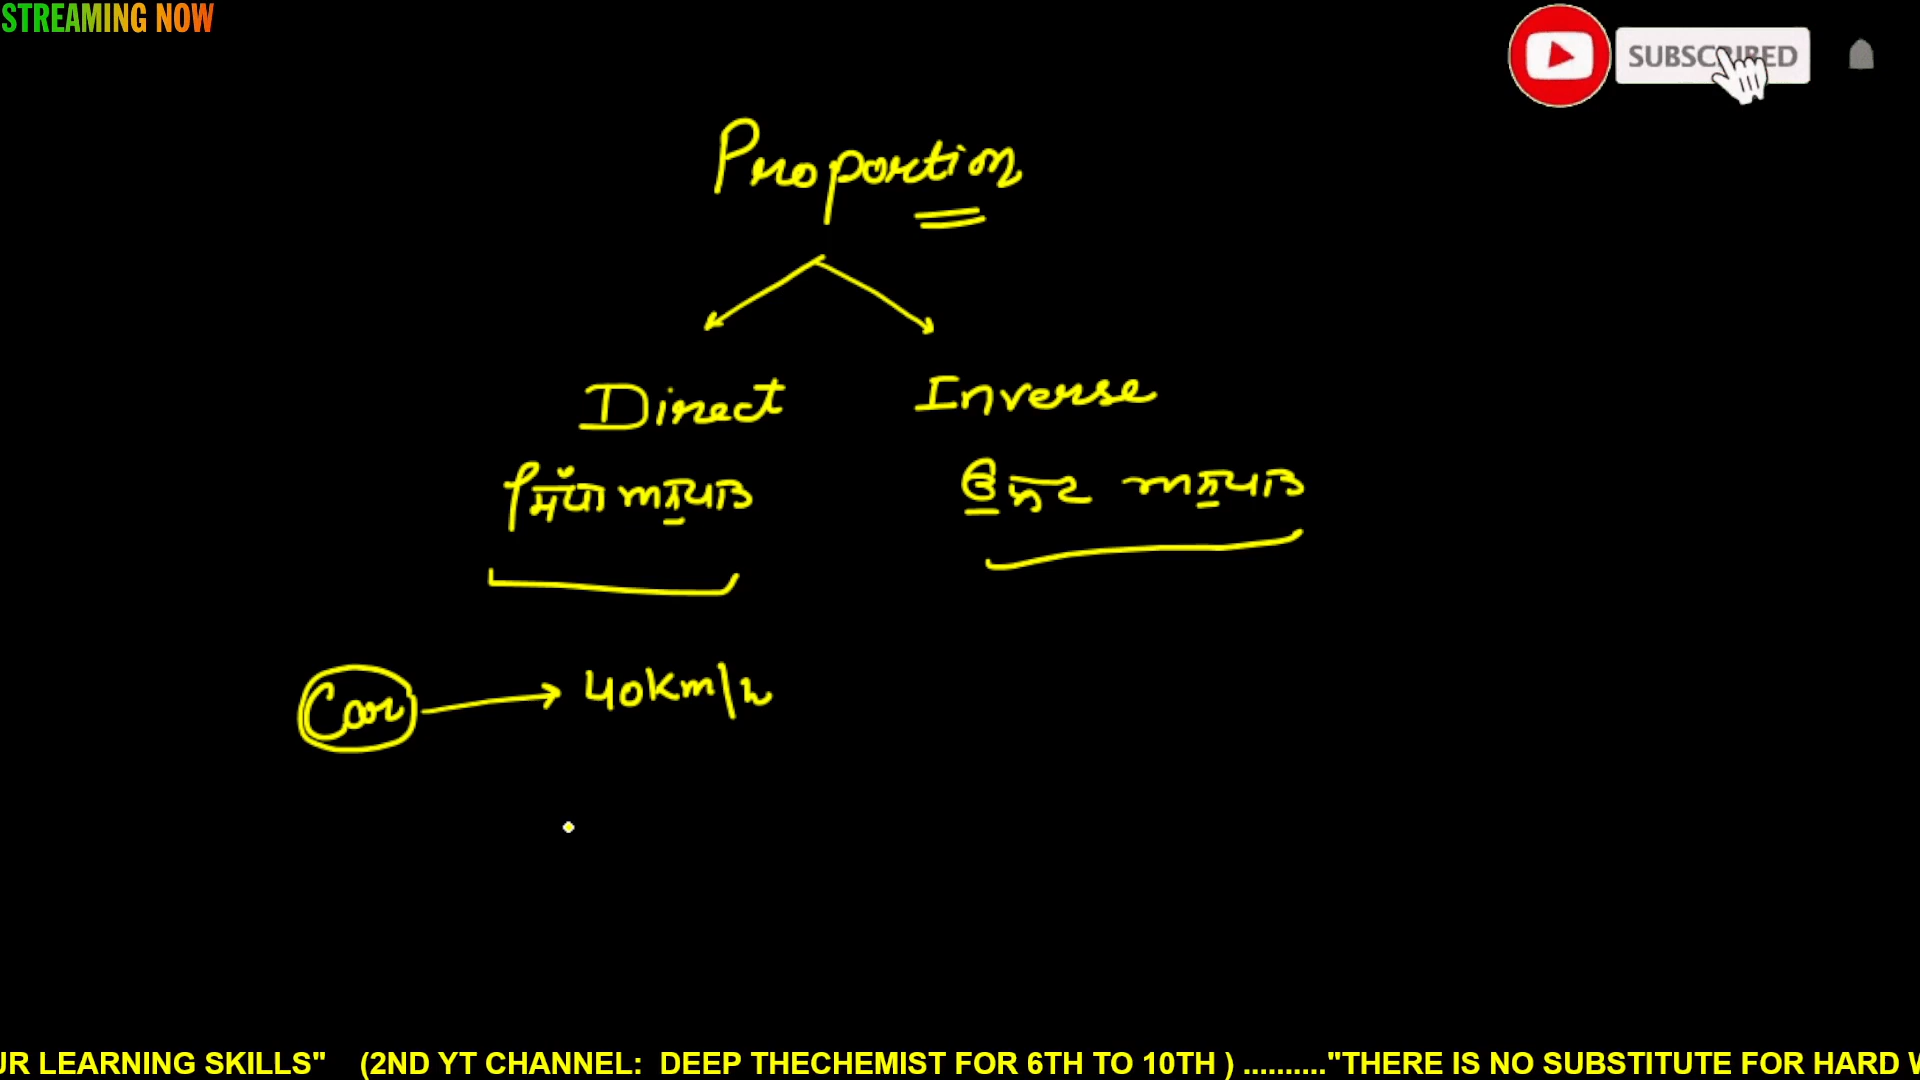 STREAMING NOW
SUBSCRIBED
Proportion
Direct Inverse
ਸਿੱਧਾ ਅਨੁਪਾਤ ਉਲਟ ਅਨੁਪਾਤ
Car → 40km/h
UR LEARNING SKILLS" (2ND YT CHANNEL: DEEP THECHEMIST FOR 6TH TO 10TH ) .........."THERE IS NO SUBSTITUTE FOR HARD W